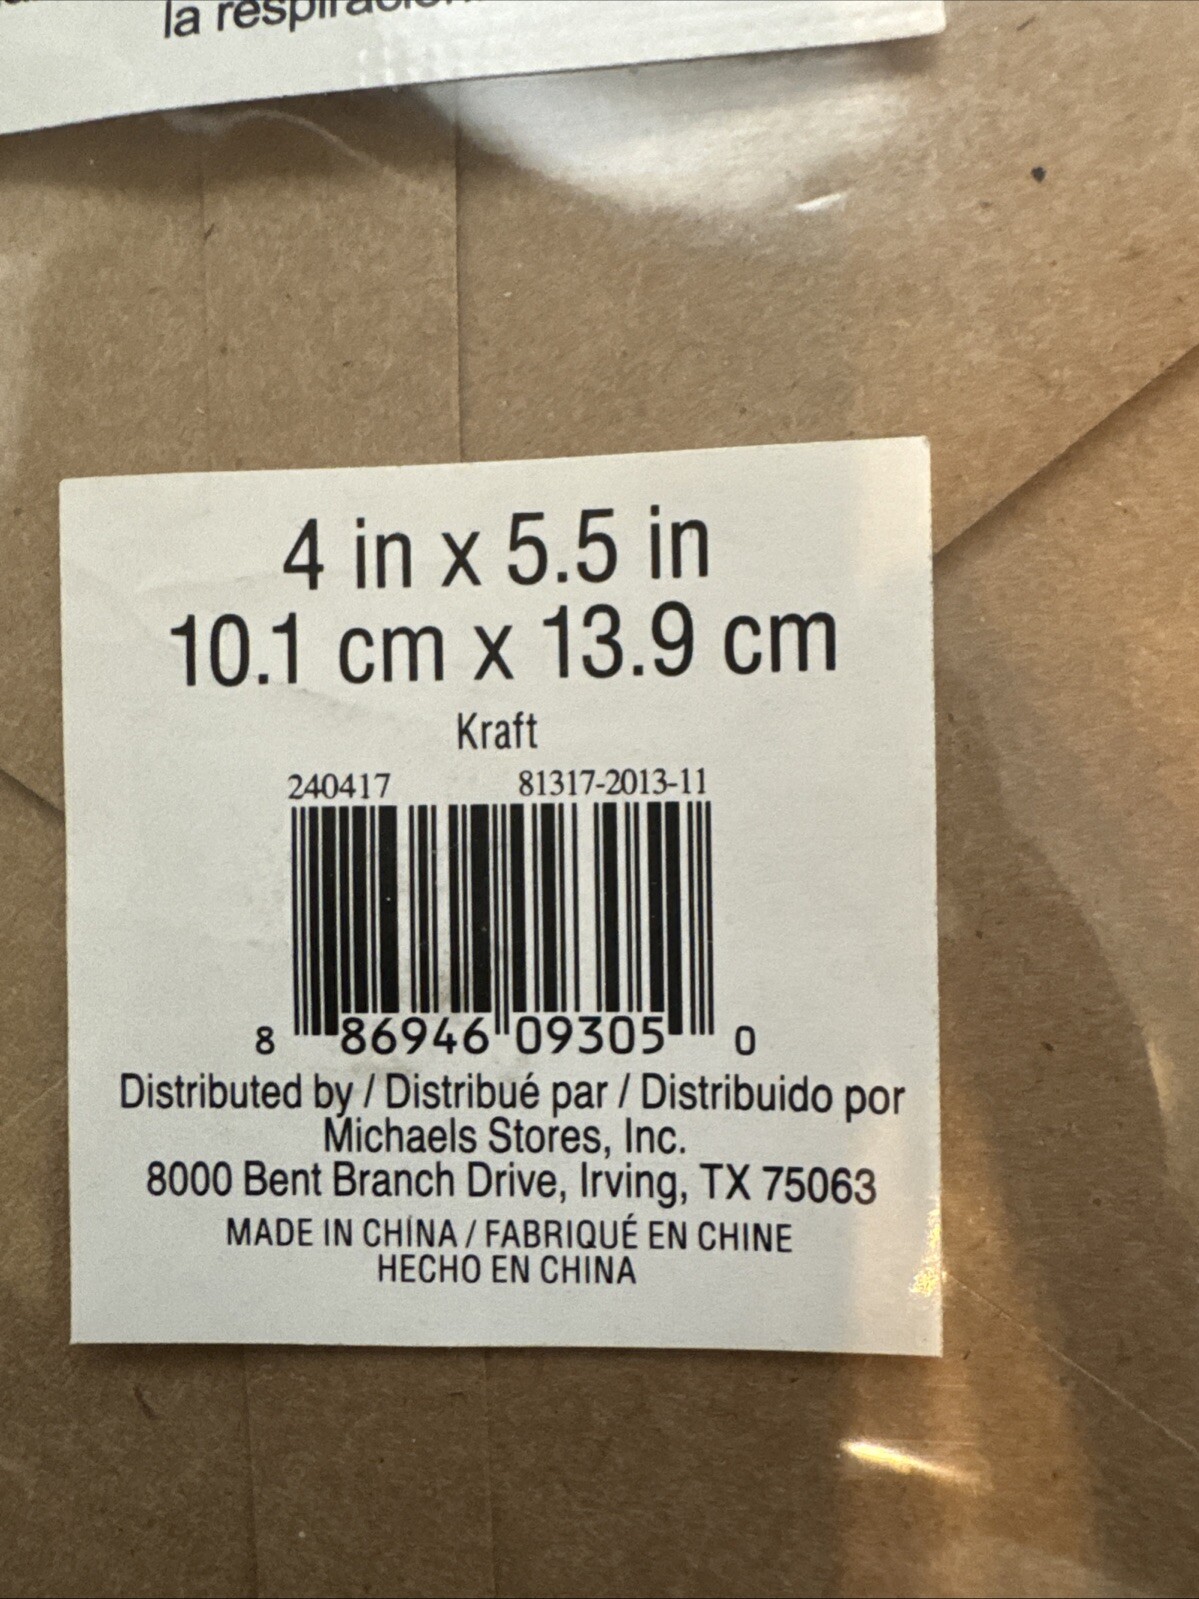 la respiración
4 in x 5.5 in
10.1 cm x 13.9 cm
Kraft
240417 81317-2013-11
8 86946 09305 0
Distributed by / Distribué par / Distribuido por
Michaels Stores, Inc.
8000 Bent Branch Drive, Irving, TX 75063
MADE IN CHINA / FABRIQUÉ EN CHINE
HECHO EN CHINA